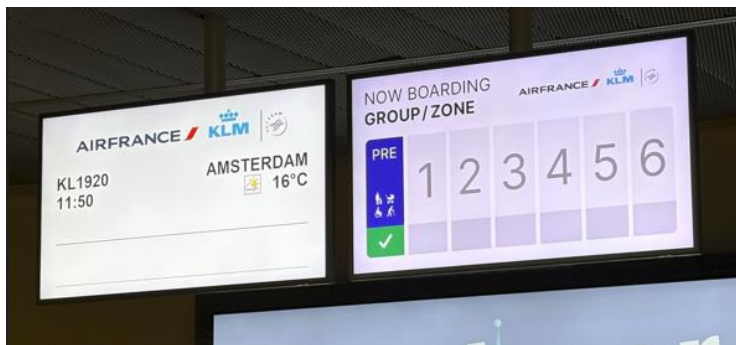 AIRFRANCE KLM
KL1920 AMSTERDAM
11:50 16°C
NOW BOARDING AIRFRANCE KLM
GROUP/ZONE
PRE 1 2 3 4 5 6